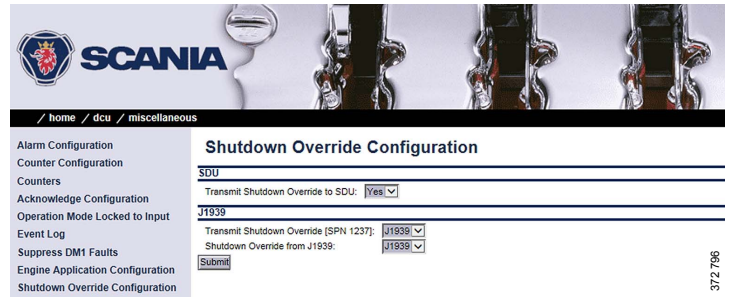 SCANIA
/ home / dcu / miscellaneous
Alarm Configuration
Counter Configuration
Counters
Acknowledge Configuration
Operation Mode Locked to Input
Event Log
Suppress DM1 Faults
Engine Application Configuration
Shutdown Override Configuration
Shutdown Override Configuration
SDU
Transmit Shutdown Override to SDU: Yes
J1939
Transmit Shutdown Override [SPN 1237]: J1939
Shutdown Override from J1939: J1939
Submit
372 796